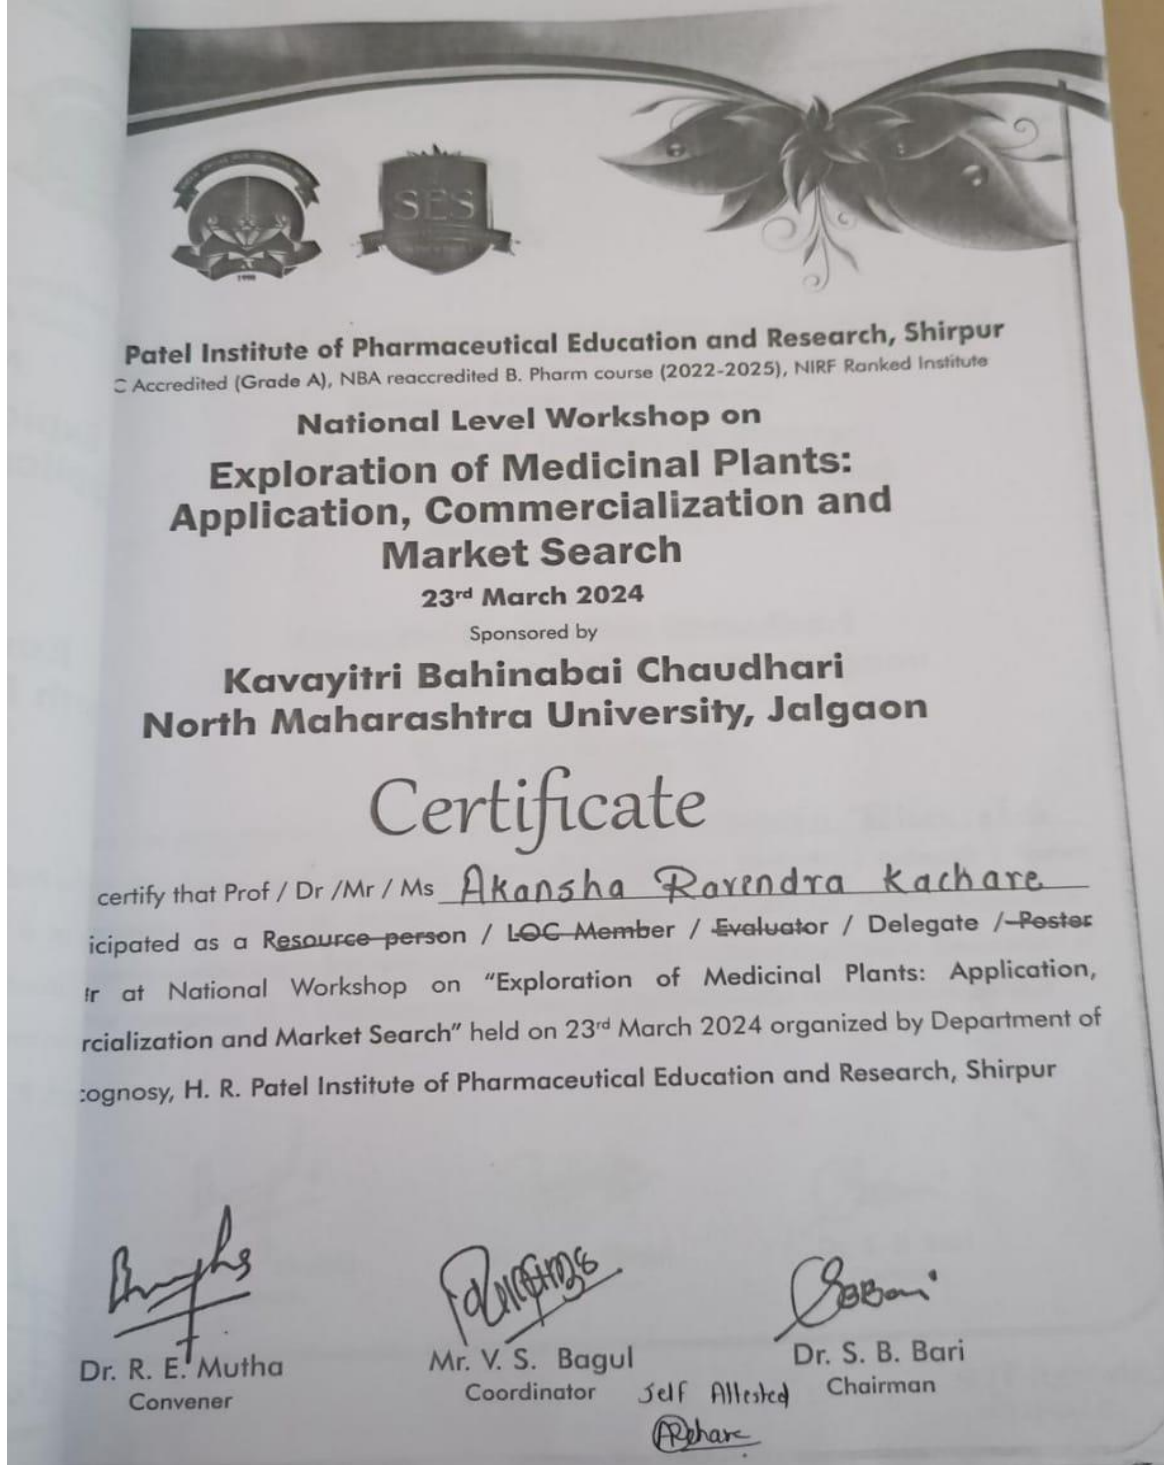 SES
1998
Patel Institute of Pharmaceutical Education and Research, Shirpur
C Accredited (Grade A), NBA reaccredited B. Pharm course (2022-2025), NIRF Ranked Institute
National Level Workshop on
Exploration of Medicinal Plants:
Application, Commercialization and
Market Search
23rd March 2024
Sponsored by
Kavayitri Bahinabai Chaudhari
North Maharashtra University, Jalgaon
Certificate
certify that Prof / Dr /Mr / Ms Akansha Ravendra Kachare
icipated as a Resource person / LOC Member / Evaluator / Delegate / Poster
r at National Workshop on “Exploration of Medicinal Plants: Application,
rcialization and Market Search” held on 23rd March 2024 organized by Department of
cognosy, H. R. Patel Institute of Pharmaceutical Education and Research, Shirpur
Dr. R. E. Mutha
Convener
Mr. V. S. Bagul
Coordinator
Dr. S. B. Bari
Chairman
Self Attested